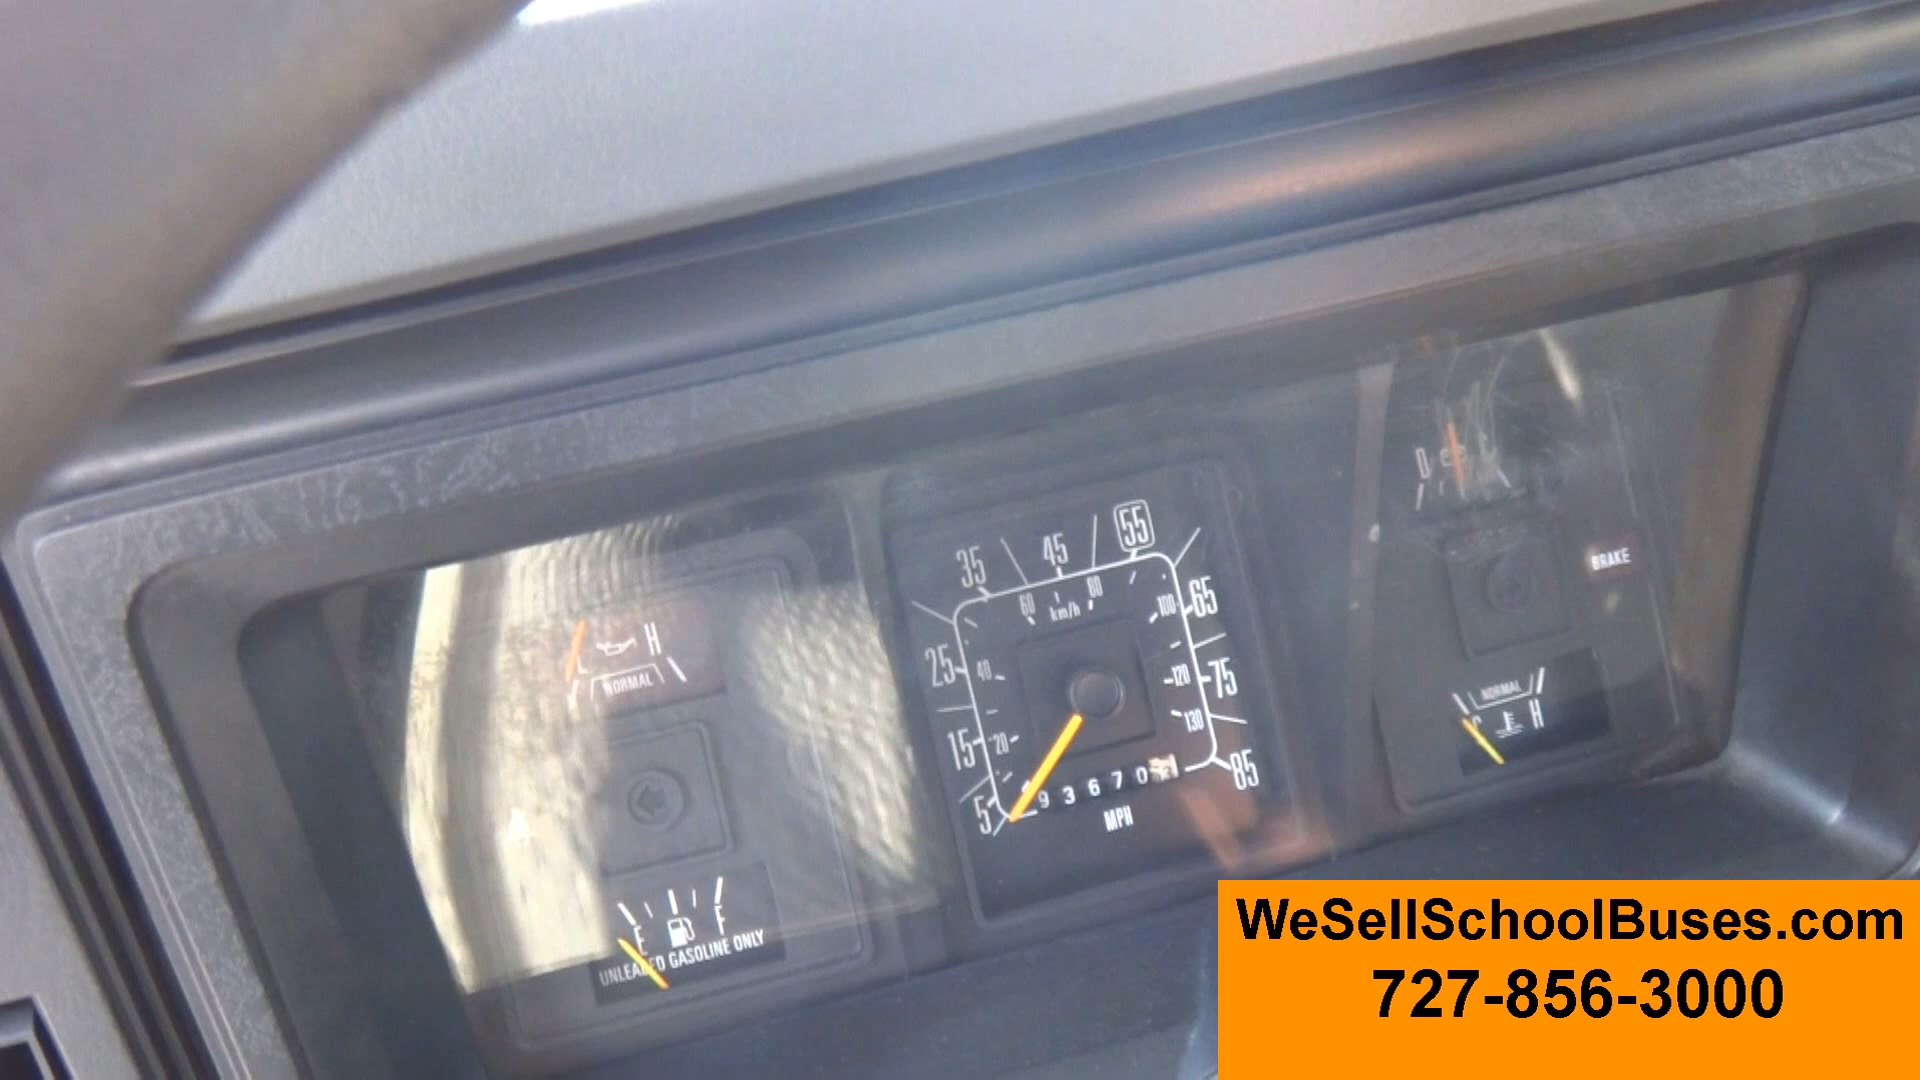 L H
NORMAL
E F
UNLEADED GASOLINE ONLY
5 15 25 35 45 55 65 75 85
20 40 60 80 100 120 130
km/h
9 3 6 7 0
MPH
D
BRAKE
NORMAL
C H
WeSellSchoolBuses.com
727-856-3000